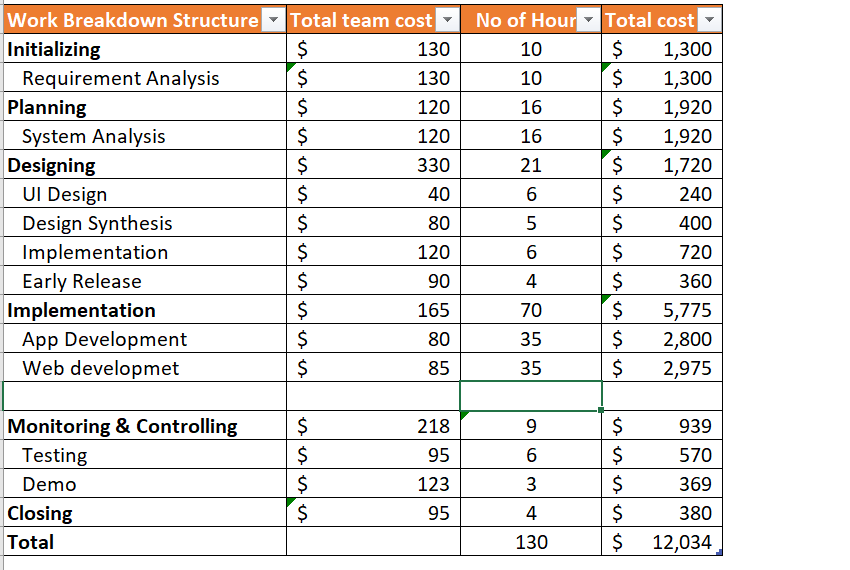 Work Breakdown Structure Total team cost No of Hour Total cost
Initializing $ 130 10 $ 1,300
Requirement Analysis $ 130 10 $ 1,300
Planning $ 120 16 $ 1,920
System Analysis $ 120 16 $ 1,920
Designing $ 330 21 $ 1,720
UI Design $ 40 6 $ 240
Design Synthesis $ 80 5 $ 400
Implementation $ 120 6 $ 720
Early Release $ 90 4 $ 360
Implementation $ 165 70 $ 5,775
App Development $ 80 35 $ 2,800
Web developmet $ 85 35 $ 2,975
Monitoring & Controlling $ 218 9 $ 939
Testing $ 95 6 $ 570
Demo $ 123 3 $ 369
Closing $ 95 4 $ 380
Total 130 $ 12,034